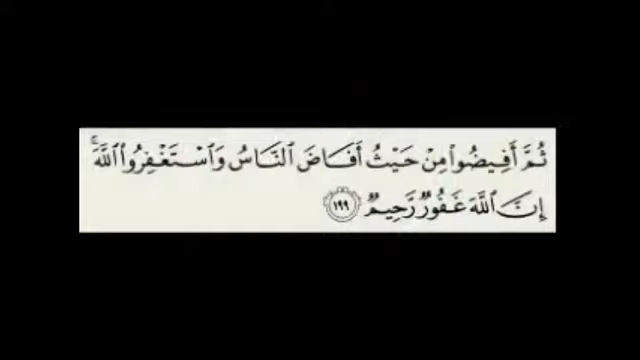 ثُمَّ أَفِيضُوا۟ مِنْ حَيْثُ أَفَاضَ ٱلنَّاسُ وَٱسْتَغْفِرُوا۟ ٱللَّهَ ۚ
إِنَّ ٱللَّهَ غَفُورٌ رَّحِيمٌ ١٩٩